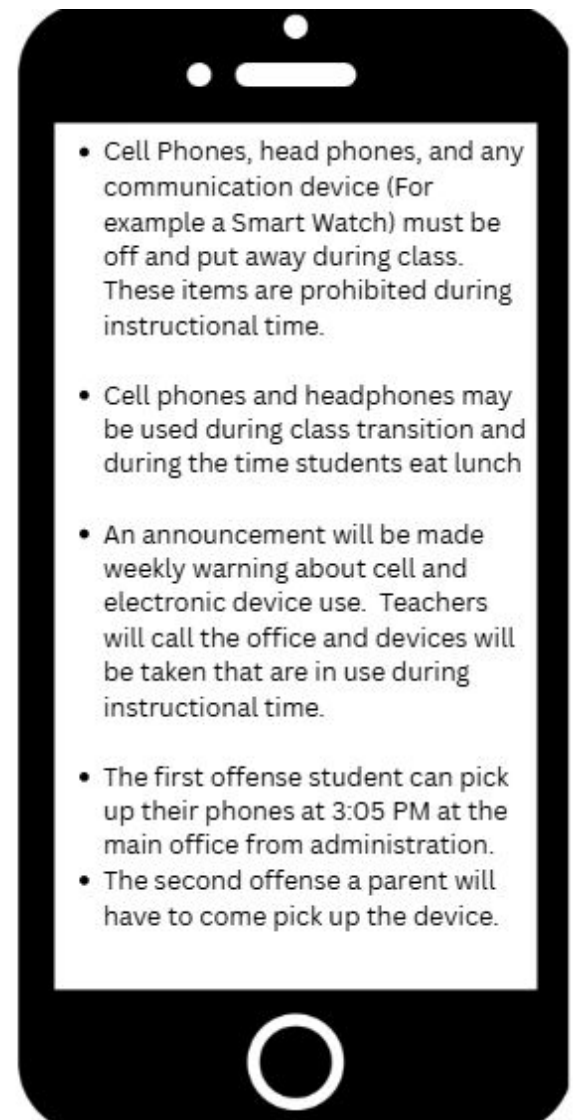 • Cell Phones, head phones, and any
communication device (For
example a Smart Watch) must be
off and put away during class.
These items are prohibited during
instructional time.
• Cell phones and headphones may
be used during class transition and
during the time students eat lunch
• An announcement will be made
weekly warning about cell and
electronic device use.  Teachers
will call the office and devices will
be taken that are in use during
instructional time.
• The first offense student can pick
up their phones at 3:05 PM at the
main office from administration.
• The second offense a parent will
have to come pick up the device.